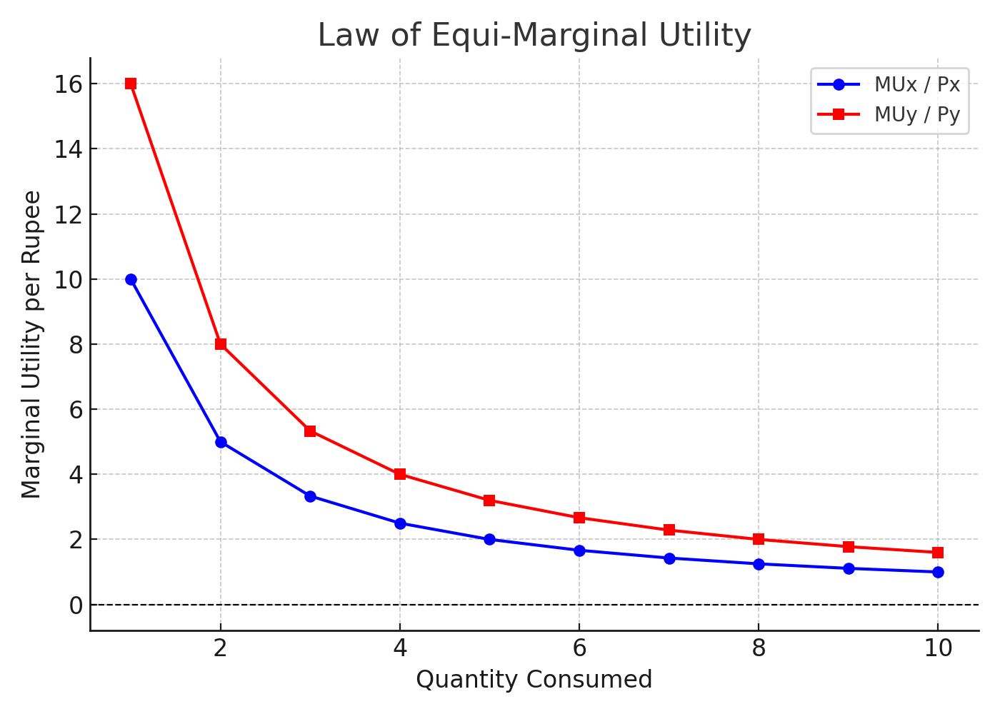 Law of Equi-Marginal Utility
MUx / Px
MUy / Py
Marginal Utility per Rupee
16
14
12
10
8
6
4
2
0
2 4 6 8 10
Quantity Consumed